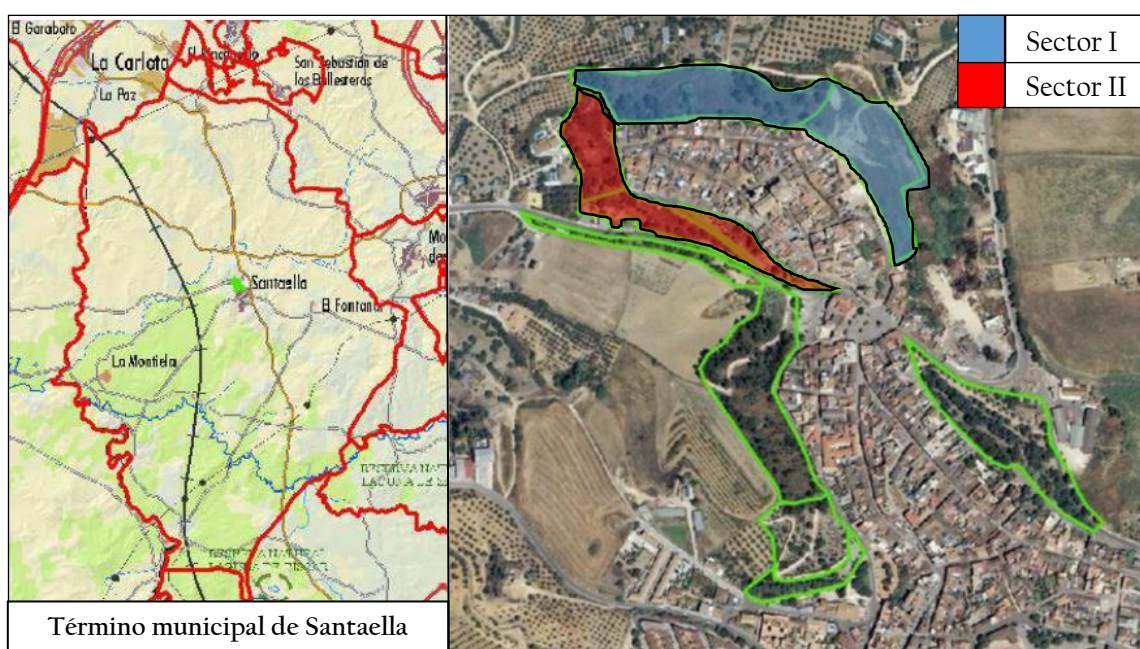 El Garabato
La Carlota
La Paz
San Sebastián de
los Ballesteros
Santaella
El Fontanar
La Montiela
Término municipal de Santaella
Sector I
Sector II